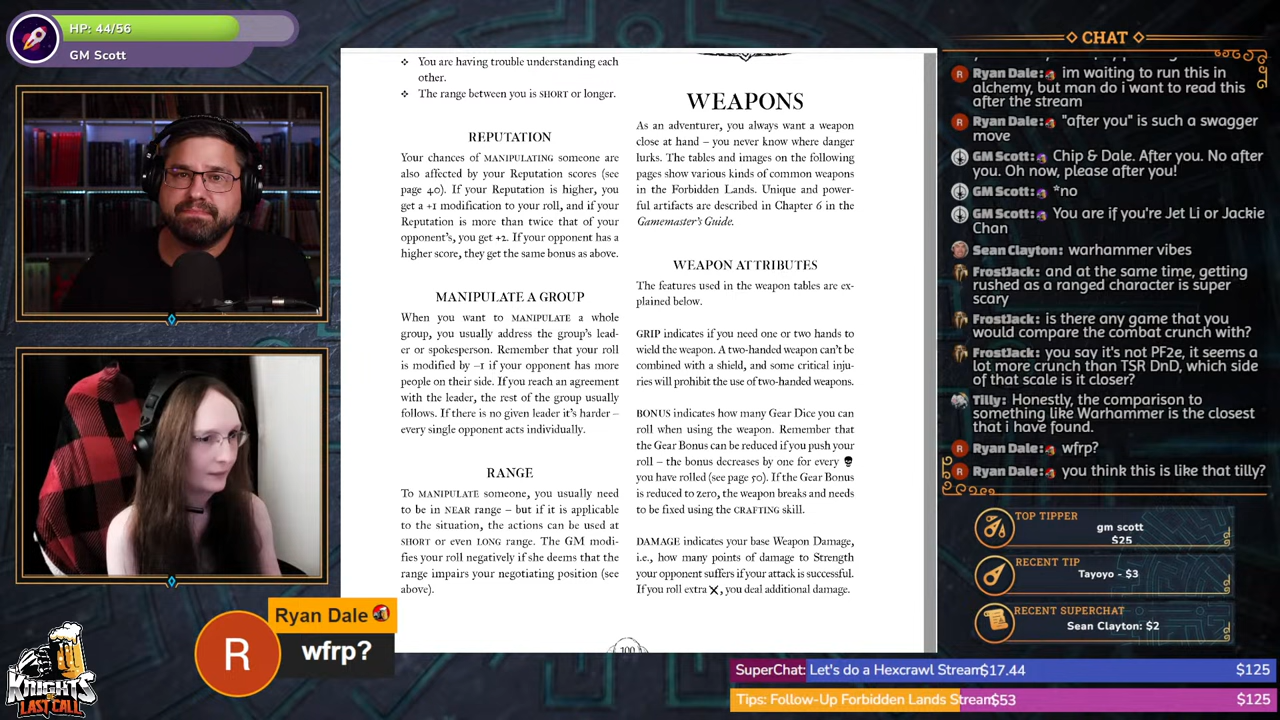 HP: 44/56
GM Scott
You are having trouble understanding each
other.
The range between you is SHORT or longer.
REPUTATION
Your chances of MANIPULATING someone are
also affected by your Reputation scores (see
page 40). If your Reputation is higher, you
get a +1 modification to your roll, and if your
Reputation is more than twice that of your
opponent's, you get +2. If your opponent has a
higher score, they get the same bonus as above.
MANIPULATE A GROUP
When you want to MANIPULATE a whole
group, you usually address the group's lead-
er or spokesperson. Remember that your roll
is modified by –1 if your opponent has more
people on their side. If you reach an agreement
with the leader, the rest of the group usually
follows. If there is no given leader it's harder –
every single opponent acts individually.
RANGE
To MANIPULATE someone, you usually need
to be in NEAR range – but if it is applicable
to the situation, the actions can be used at
SHORT or even LONG range. The GM modi-
fies your roll negatively if she deems that the
range impairs your negotiating position (see
above).
WEAPONS
As an adventurer, you always want a weapon
close at hand – you never know where danger
lurks. The tables and images on the following
pages show various kinds of common weapons
in the Forbidden Lands. Unique and power-
ful artifacts are described in Chapter 6 in the
Gamemaster's Guide.
WEAPON ATTRIBUTES
The features used in the weapon tables are ex-
plained below.
GRIP indicates if you need one or two hands to
wield the weapon. A two-handed weapon can't be
combined with a shield, and some critical inju-
ries will prohibit the use of two-handed weapons.
BONUS indicates how many Gear Dice you can
roll when using the weapon. Remember that
the Gear Bonus can be reduced if you push your
roll – the bonus decreases by one for every
you have rolled (see page 50). If the Gear Bonus
is reduced to zero, the weapon breaks and needs
to be fixed using the CRAFTING skill.
DAMAGE indicates your base Weapon Damage,
i.e., how many points of damage to Strength
your opponent suffers if your attack is successful.
If you roll extra ⚔, you deal additional damage.
100
CHAT
Ryan Dale: im waiting to run this in
alchemy, but man do i want to read this
after the stream
Ryan Dale: "after you" is such a swagger
move
GM Scott: Chip & Dale. After you. No after
you. Oh now, please after you!
GM Scott: *no
GM Scott: You are if you're Jet Li or Jackie
Chan
Sean Clayton: warhammer vibes
FrostJack: and at the same time, getting
rushed as a ranged character is super
scary
FrostJack: is there any game that you
would compare the combat crunch with?
FrostJack: you say it's not PF2e, it seems a
lot more crunch than TSR DnD, which side
of that scale is it closer?
Tilly: Honestly, the comparison to
something like Warhammer is the closest
that i have found.
Ryan Dale: wfrp?
Ryan Dale: you think this is like that tilly?
TOP TIPPER
gm scott
$25
RECENT TIP
Tayoyo - $3
RECENT SUPERCHAT
Sean Clayton: $2
R
Ryan Dale
wfrp?
KNIGHTS
OF
LAST CALL
SuperChat: Let's do a Hexcrawl Stream $17.44 $125
Tips: Follow-Up Forbidden Lands Stream $53 $125